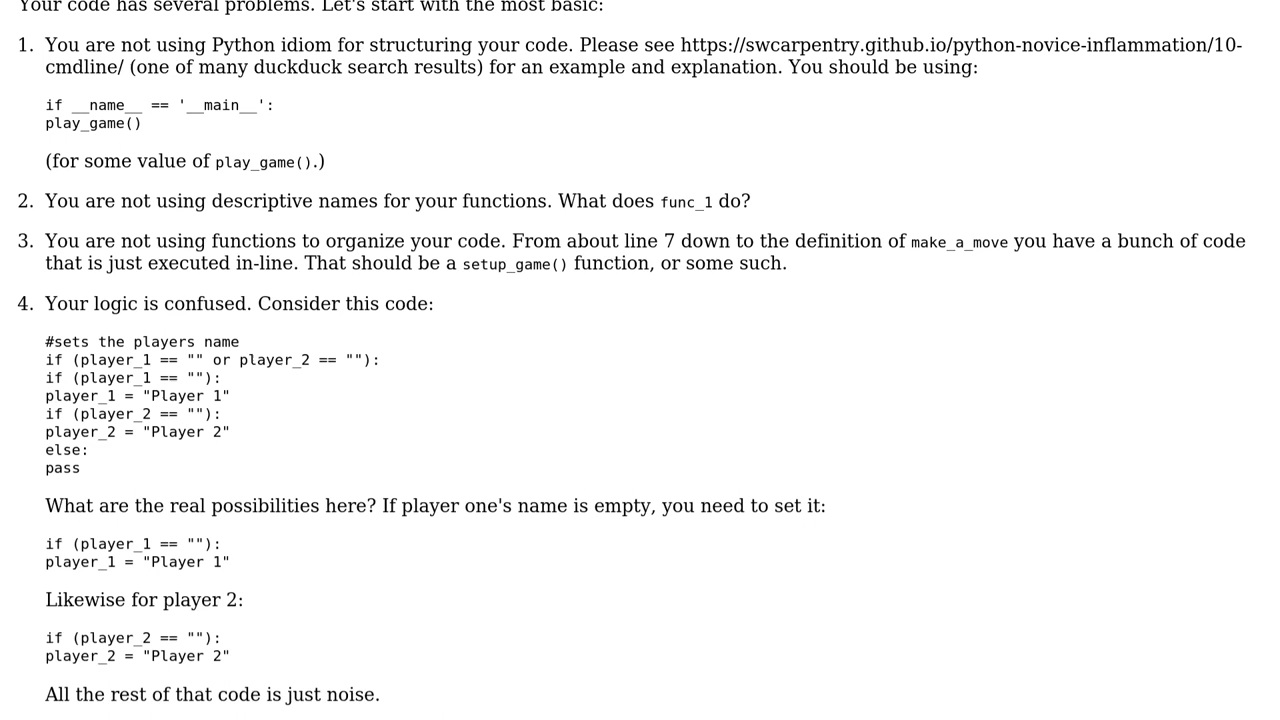 Your code has several problems. Let's start with the most basic:
1. You are not using Python idiom for structuring your code. Please see https://swcarpentry.github.io/python-novice-inflammation/10-
cmdline/ (one of many duckduck search results) for an example and explanation. You should be using:
if __name__ == '__main__':
play_game()
(for some value of play_game().)
2. You are not using descriptive names for your functions. What does func_1 do?
3. You are not using functions to organize your code. From about line 7 down to the definition of make_a_move you have a bunch of code
that is just executed in-line. That should be a setup_game() function, or some such.
4. Your logic is confused. Consider this code:
#sets the players name
if (player_1 == "" or player_2 == ""):
if (player_1 == ""):
player_1 = "Player 1"
if (player_2 == ""):
player_2 = "Player 2"
else:
pass
What are the real possibilities here? If player one's name is empty, you need to set it:
if (player_1 == ""):
player_1 = "Player 1"
Likewise for player 2:
if (player_2 == ""):
player_2 = "Player 2"
All the rest of that code is just noise.